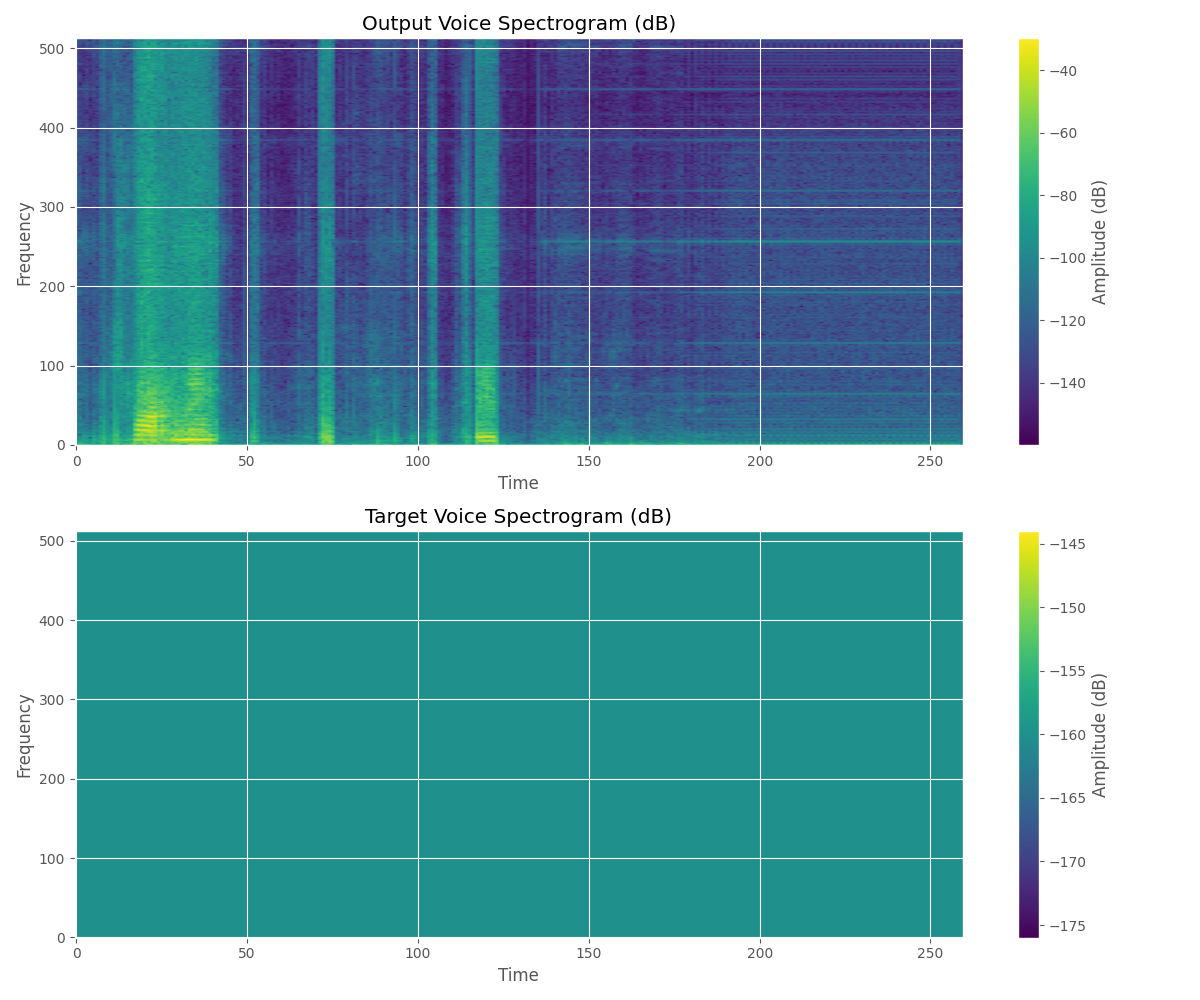 Output Voice Spectrogram (dB)
500
400
300
200
100
0
Frequency
0 50 100 150 200 250
Time
−40
−60
−80
−100
−120
−140
Amplitude (dB)
Target Voice Spectrogram (dB)
500
400
300
200
100
0
Frequency
0 50 100 150 200 250
Time
−145
−150
−155
−160
−165
−170
−175
Amplitude (dB)